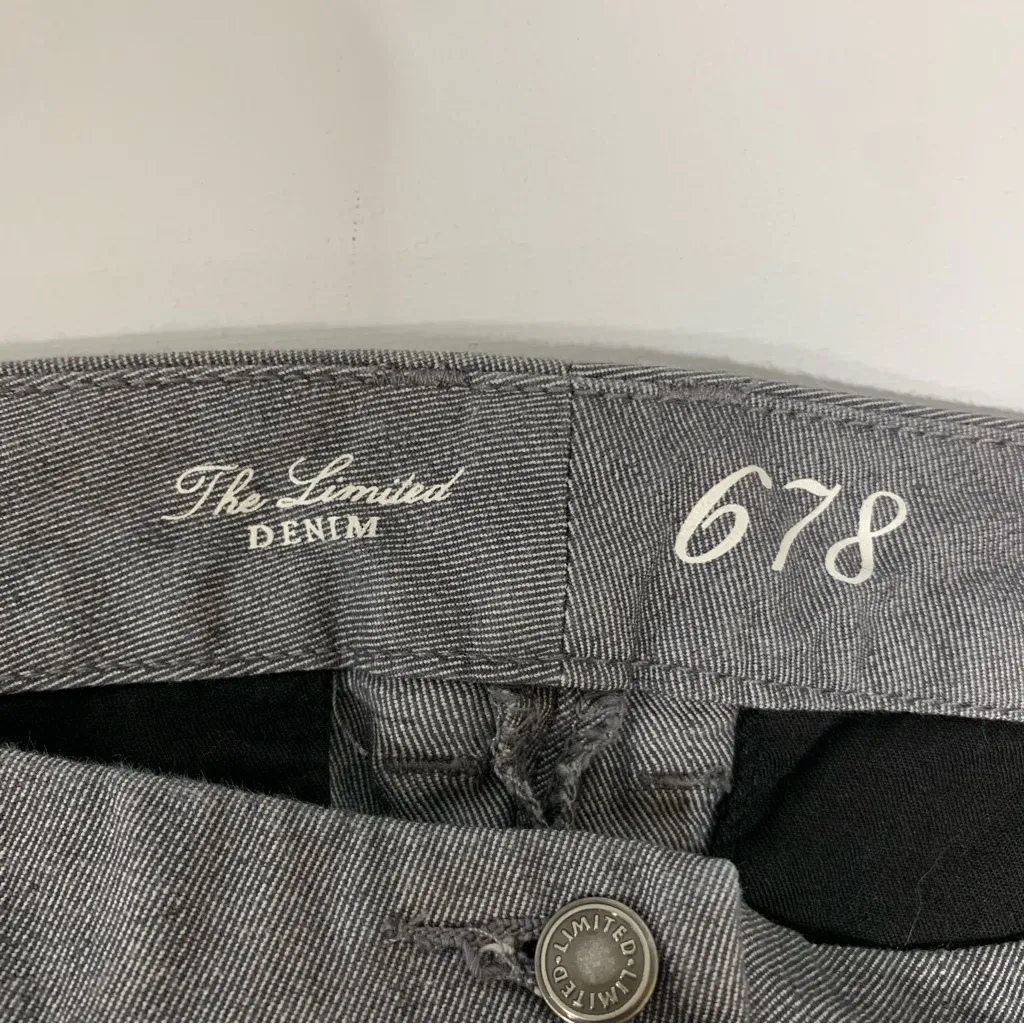 The Limited
DENIM
678
LIMITED • LIMITED •